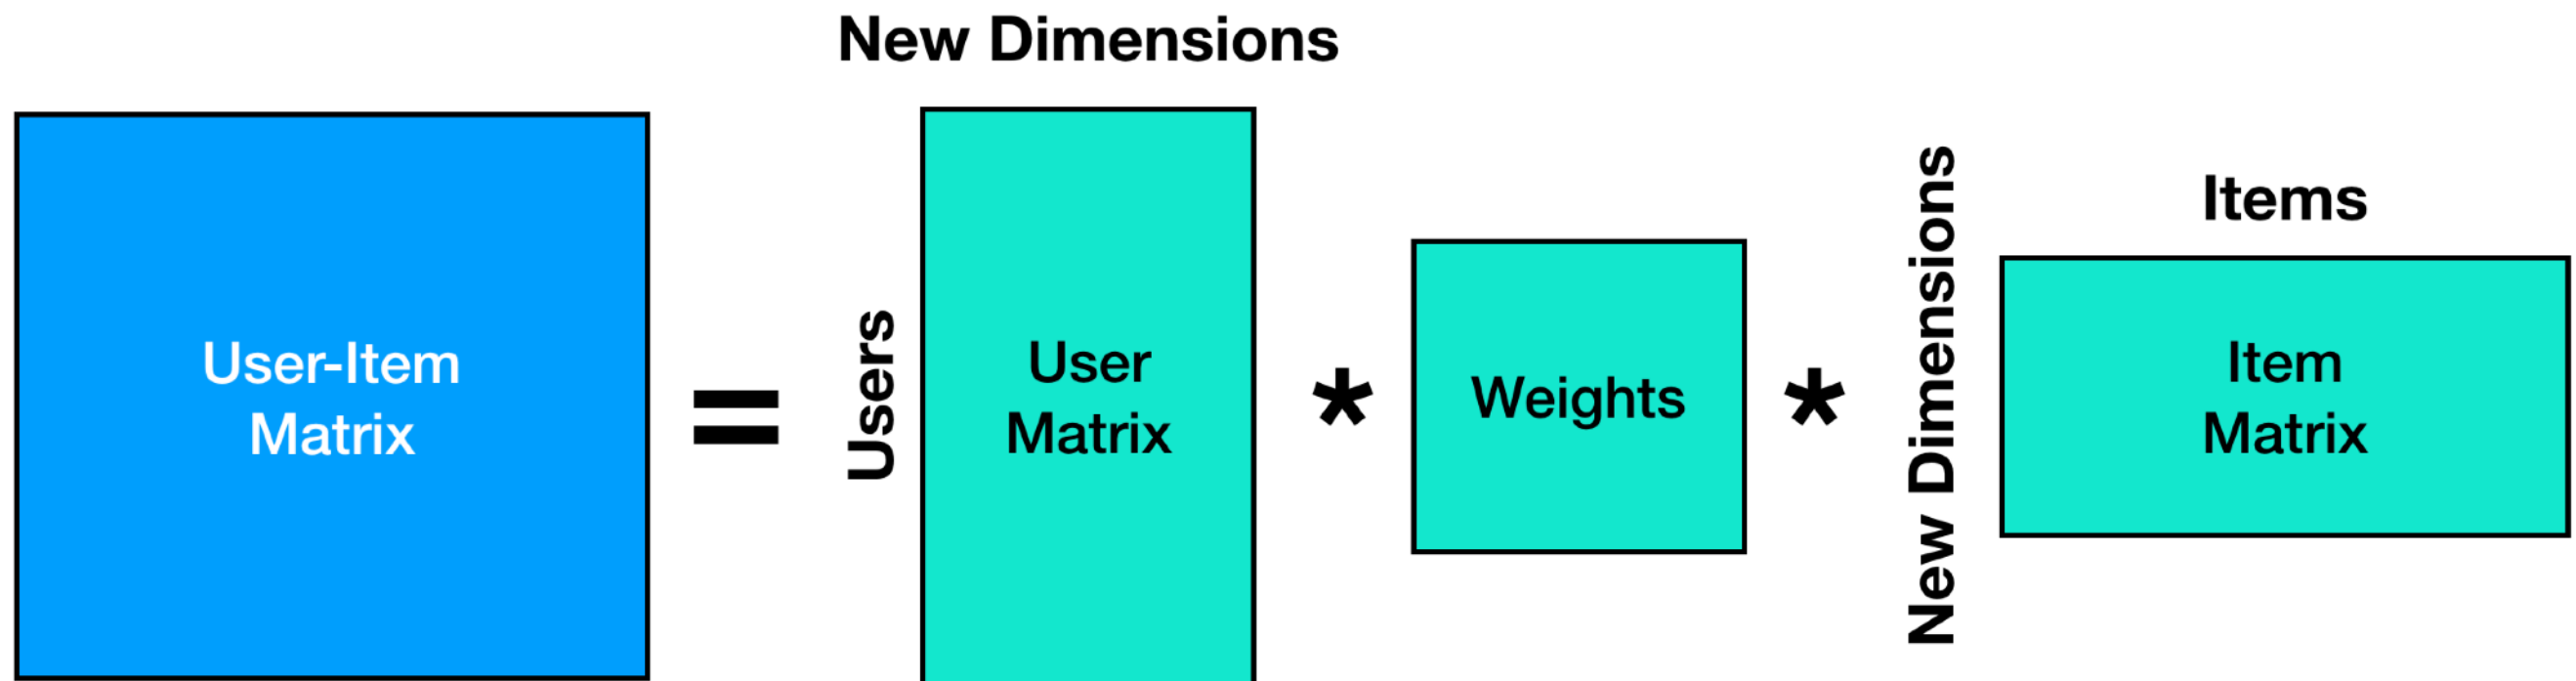 New Dimensions
User-Item
Matrix
=
Users
User
Matrix
*
Weights
*
New Dimensions
Items
Item
Matrix